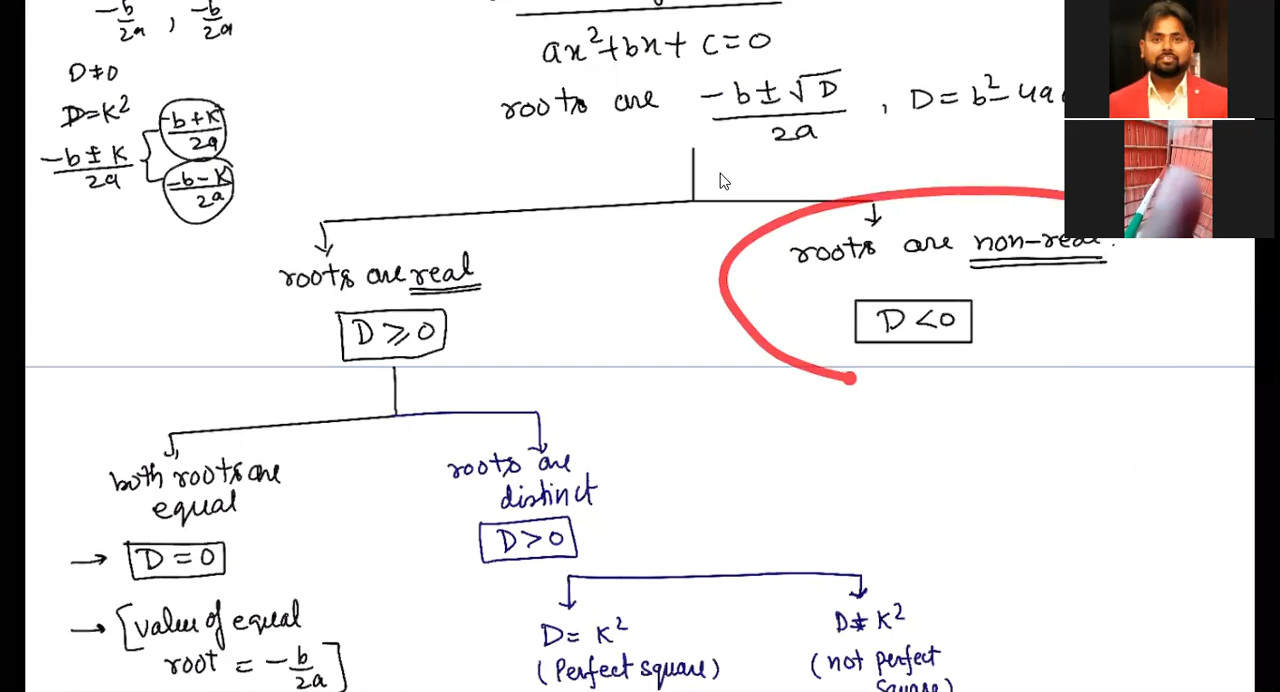 -b/2a , -b/2a
D≠0
D=K²
-b±K/2a { -b+K/2a
-b-K/2a
ax²+bx+c=0
roots are -b±√D/2a , D=b²-4a
roots are real
D≥0
roots are non-real.
D<0
both roots are
equal
→ D=0
→ [value of equal
root = -b/2a]
roots are
distinct
D>0
D=K²
(Perfect square)
D≠K²
(not perfect
square)